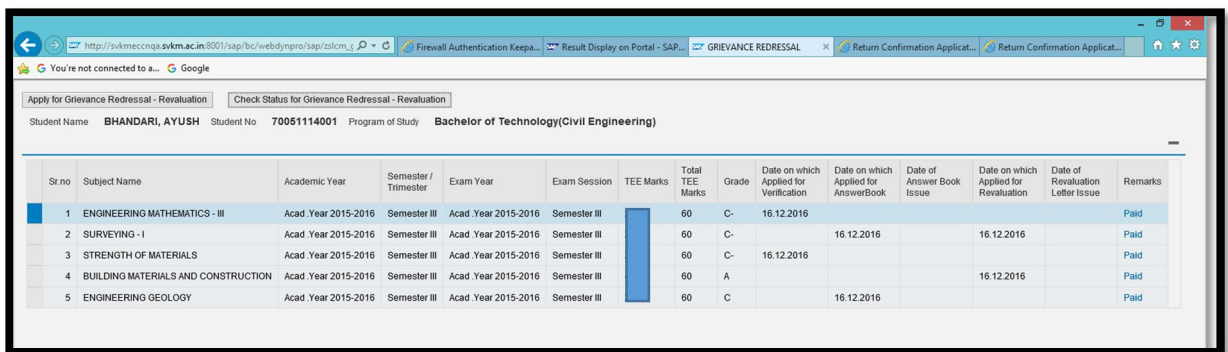 http://svkmeccnqa.svkm.ac.in:8001/sap/bc/webdynpro/sap/zslcm_g Firewall Authentication Keepa... Result Display on Portal - SAP... GRIEVANCE REDRESSAL × Return Confirmation Applicat... Return Confirmation Applicat...
You're not connected to a... Google
Apply for Grievance Redressal - Revaluation Check Status for Grievance Redressal - Revaluation
Student Name BHANDARI, AYUSH Student No 70051114001 Program of Study Bachelor of Technology(Civil Engineering)
Sr.no Subject Name Academic Year Semester / Trimester Exam Year Exam Session TEE Marks Total TEE Marks Grade Date on which Applied for Verification Date on which Applied for AnswerBook Date of Answer Book Issue Date on which Applied for Revaluation Date of Revaluation Letter Issue Remarks
1 ENGINEERING MATHEMATICS - III Acad .Year 2015-2016 Semester III Acad .Year 2015-2016 Semester III 60 C- 16.12.2016 Paid
2 SURVEYING - I Acad .Year 2015-2016 Semester III Acad .Year 2015-2016 Semester III 60 C- 16.12.2016 16.12.2016 Paid
3 STRENGTH OF MATERIALS Acad .Year 2015-2016 Semester III Acad .Year 2015-2016 Semester III 60 C- 16.12.2016 Paid
4 BUILDING MATERIALS AND CONSTRUCTION Acad .Year 2015-2016 Semester III Acad .Year 2015-2016 Semester III 60 A 16.12.2016 Paid
5 ENGINEERING GEOLOGY Acad .Year 2015-2016 Semester III Acad .Year 2015-2016 Semester III 60 C 16.12.2016 Paid